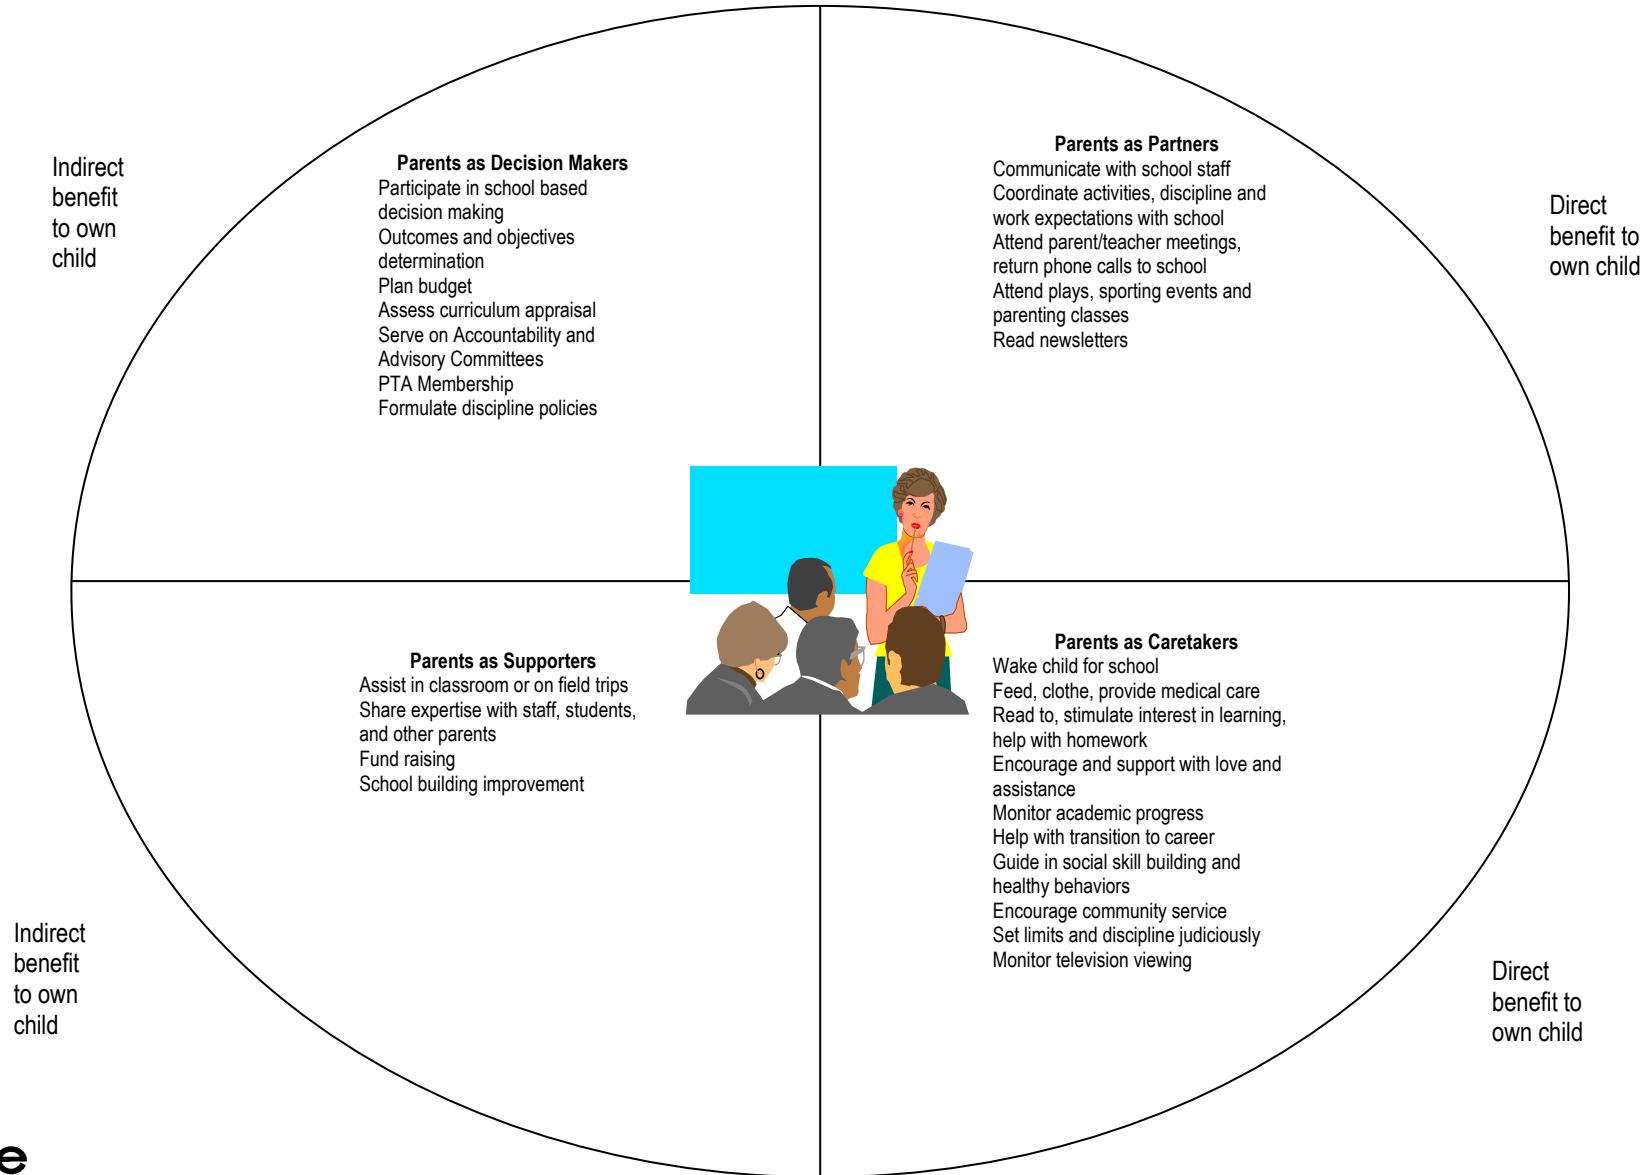 Indirect
benefit
to own
child
Parents as Decision Makers
Participate in school based
decision making
Outcomes and objectives
determination
Plan budget
Assess curriculum appraisal
Serve on Accountability and
Advisory Committees
PTA Membership
Formulate discipline policies
Parents as Partners
Communicate with school staff
Coordinate activities, discipline and
work expectations with school
Attend parent/teacher meetings,
return phone calls to school
Attend plays, sporting events and
parenting classes
Read newsletters
Direct
benefit to
own child
Indirect
benefit
to own
child
Parents as Supporters
Assist in classroom or on field trips
Share expertise with staff, students,
and other parents
Fund raising
School building improvement
Parents as Caretakers
Wake child for school
Feed, clothe, provide medical care
Read to, stimulate interest in learning,
help with homework
Encourage and support with love and
assistance
Monitor academic progress
Help with transition to career
Guide in social skill building and
healthy behaviors
Encourage community service
Set limits and discipline judiciously
Monitor television viewing
Direct
benefit to
own child
e